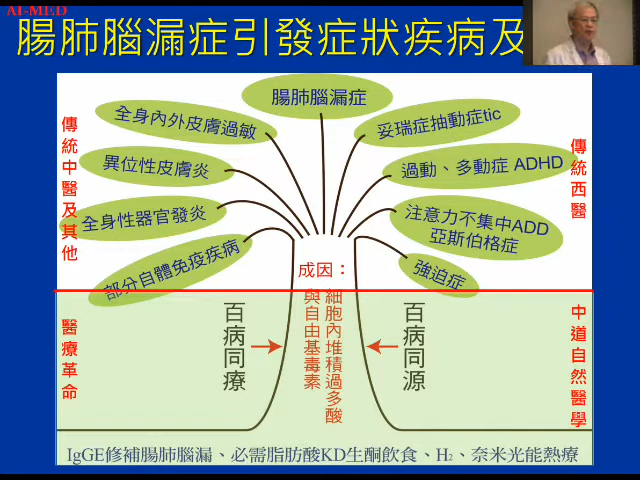 AI-MED
腸肺腦漏症引發症狀疾病及
腸肺腦漏症
全身內外皮膚過敏
妥瑞症抽動症tic
異位性皮膚炎
過動、多動症 ADHD
全身性器官發炎
注意力不集中ADD
亞斯伯格症
部分自體免疫疾病
強迫症
傳統中醫及其他
傳統西醫
成因：
細胞內堆積過多酸
與自由基毒素
百病同療
百病同源
醫療革命
中道自然醫學
IgGE修補腸肺腦漏、必需脂肪酸KD生酮飲食、H₂、奈米光能熱療